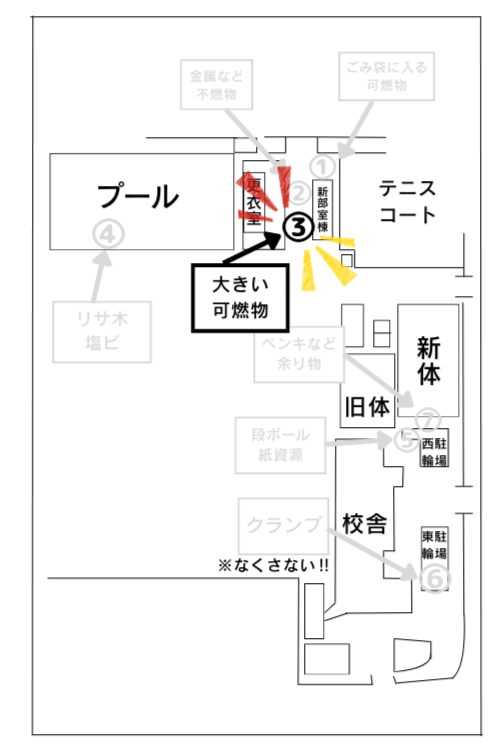 金属など
不燃物
ごみ袋に入る
可燃物
①
②
更衣室
新部室棟
プール
テニス
コート
③
④
大きい
可燃物
リサ木
塩ビ
ペンキなど
余り物
新体
旧体
⑦
⑤
段ボール
紙資源
西駐
輪場
クランプ
校舎
東駐
輪場
※なくさない!!
⑥